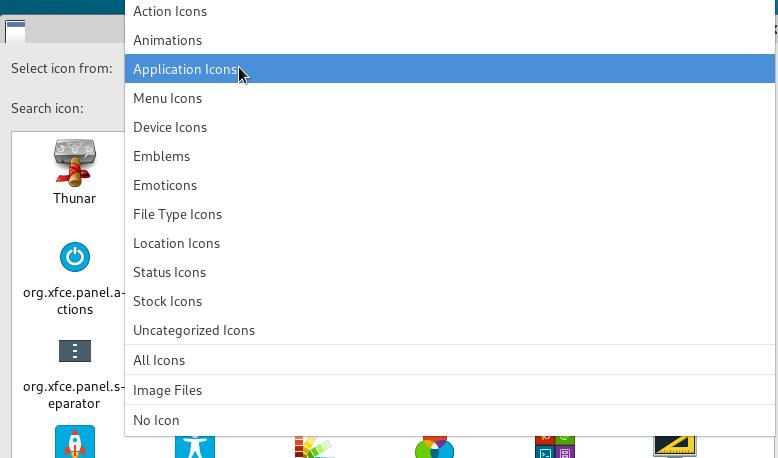 Action Icons
Animations
Select icon from:
Application Icons
Menu Icons
Search icon:
Device Icons
Emblems
Emoticons
File Type Icons
Location Icons
Status Icons
Stock Icons
Uncategorized Icons
All Icons
Image Files
No Icon
Thunar
org.xfce.panel.a-
ctions
org.xfce.panel.s-
eparator